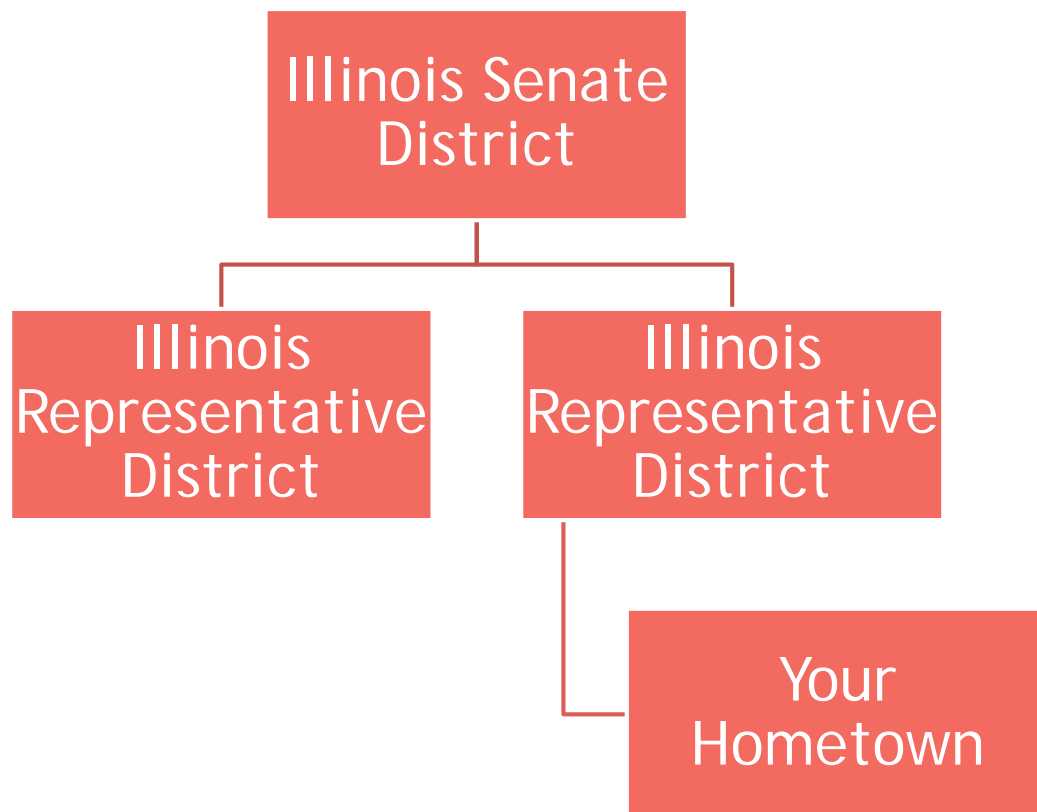 Illinois Senate
District
Illinois
Representative
District
Illinois
Representative
District
Your
Hometown